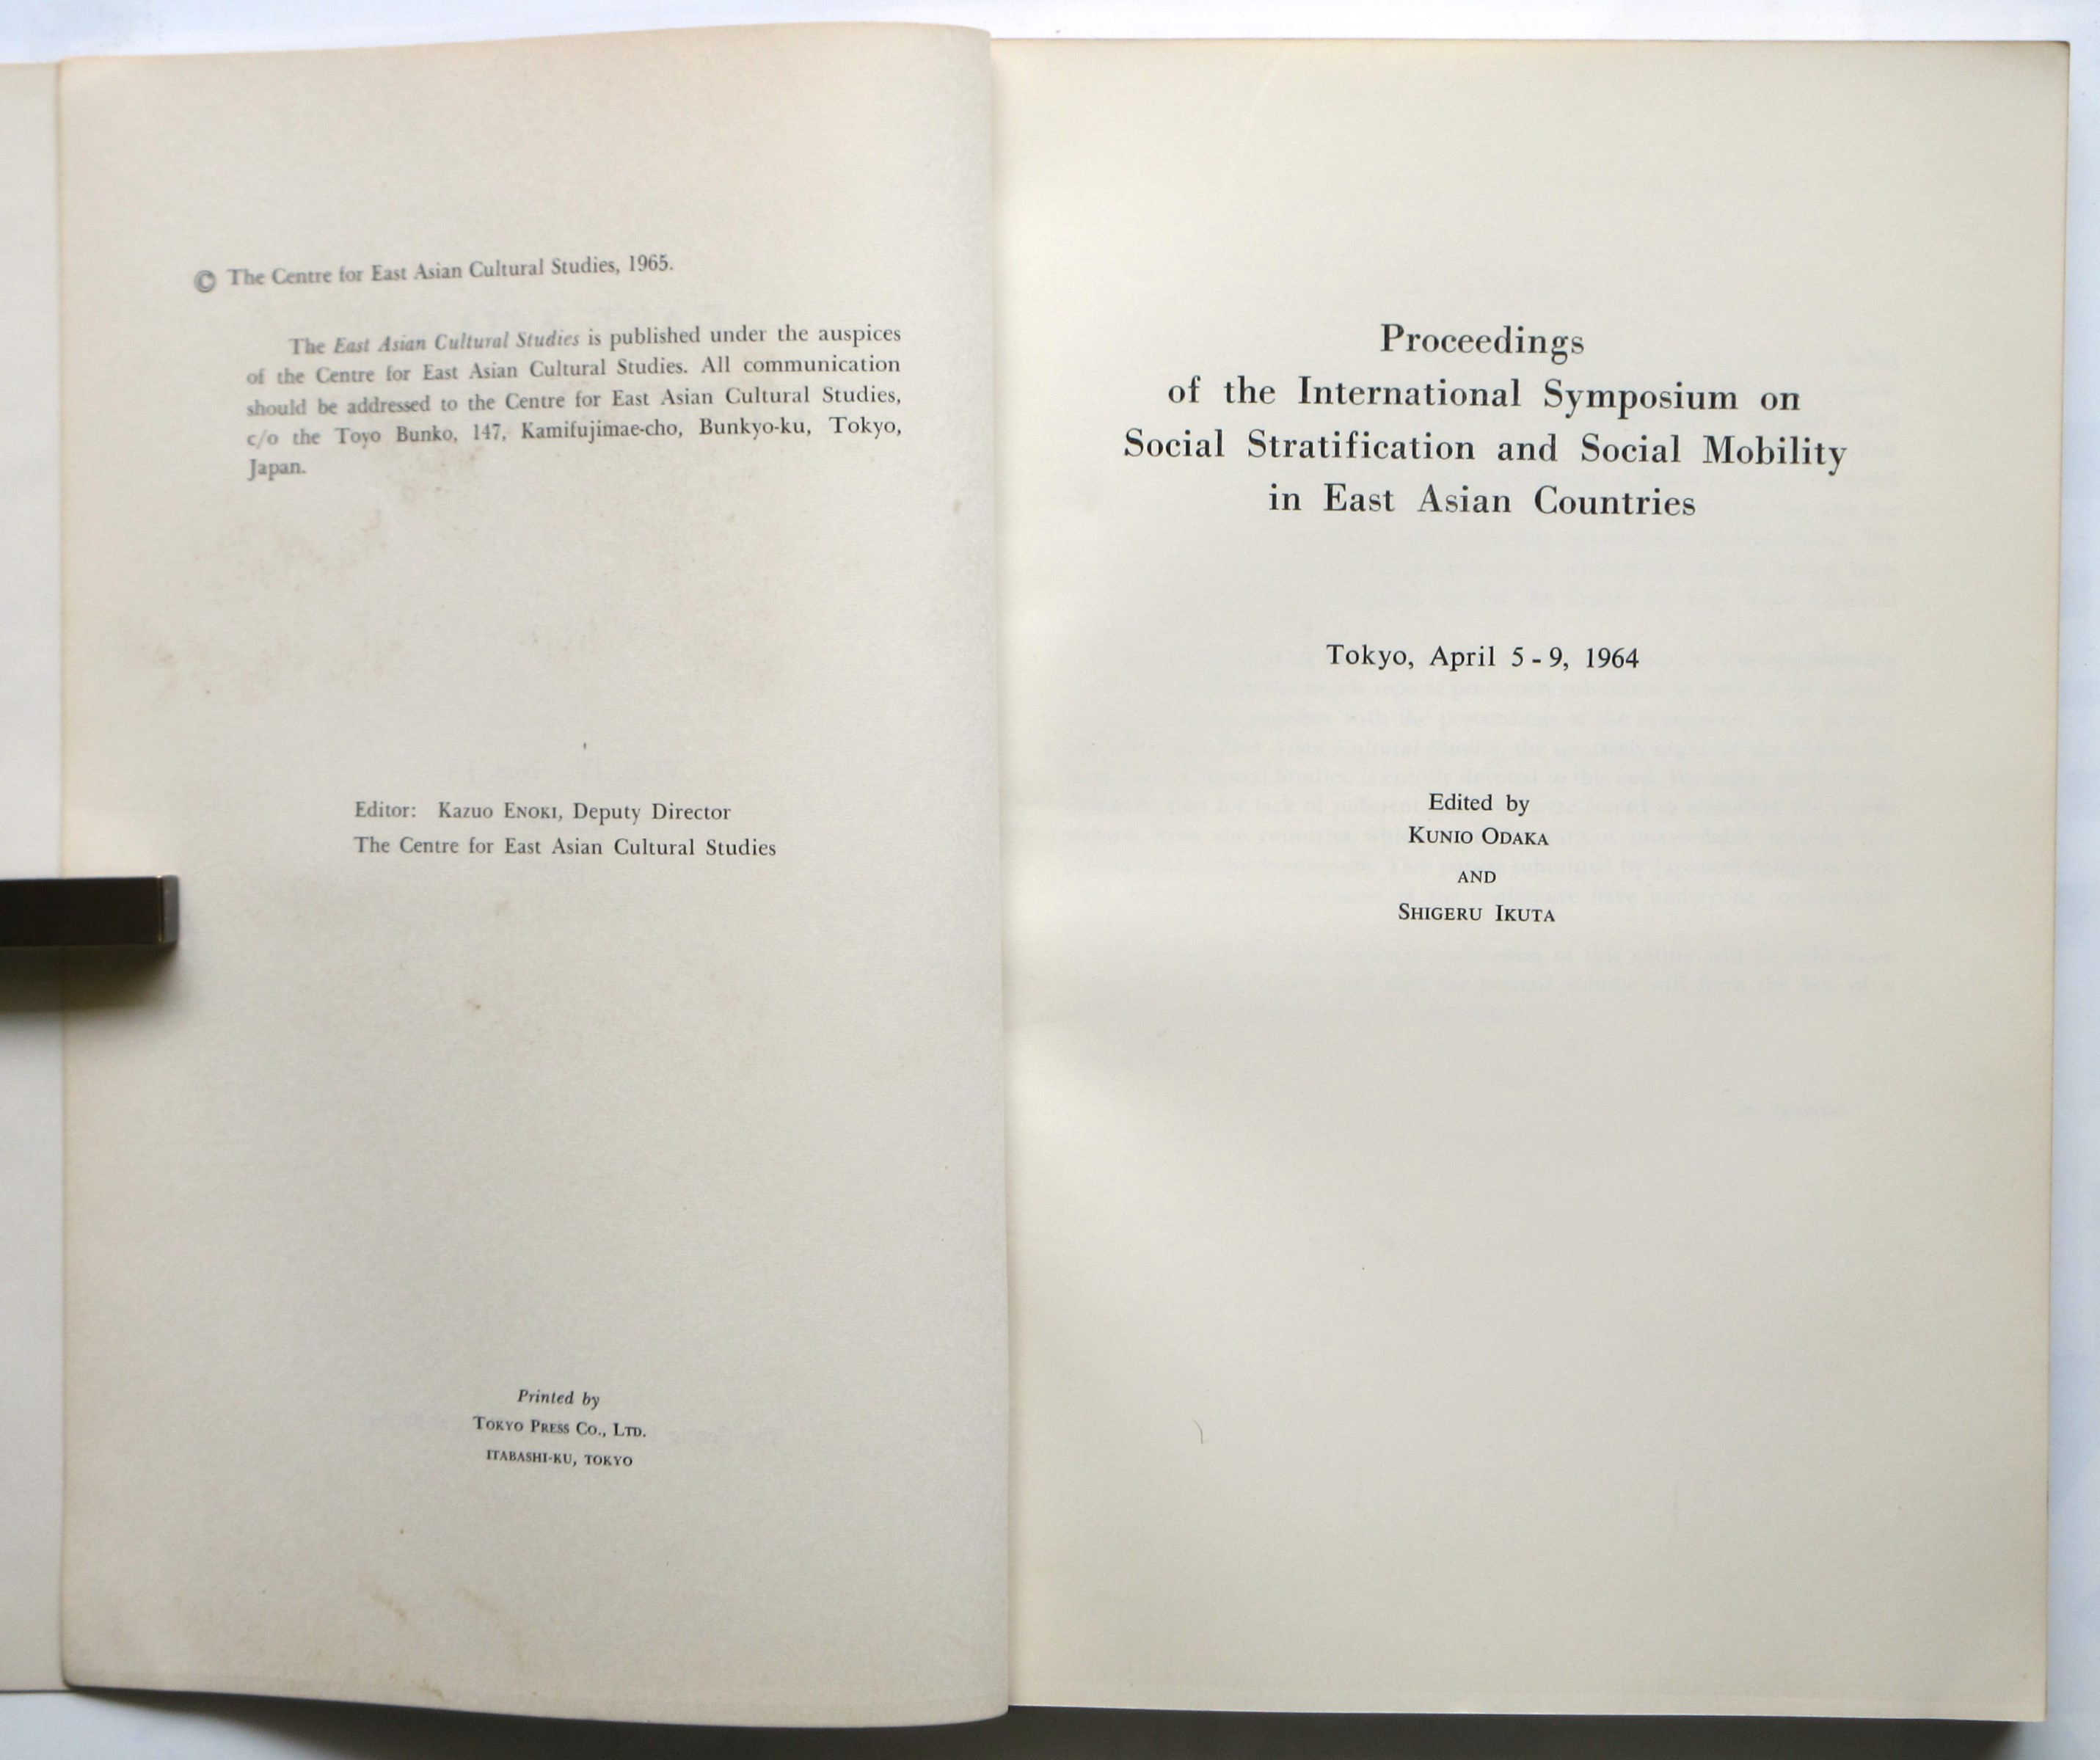 © The Centre for East Asian Cultural Studies, 1965.
The East Asian Cultural Studies is published under the auspices
of the Centre for East Asian Cultural Studies. All communication
should be addressed to the Centre for East Asian Cultural Studies,
c/o the Toyo Bunko, 147, Kamifujimae-cho, Bunkyo-ku, Tokyo,
Japan.
Editor: Kazuo ENOKI, Deputy Director
The Centre for East Asian Cultural Studies
Printed by
TOKYO PRESS CO., LTD.
ITABASHI-KU, TOKYO
Proceedings
of the International Symposium on
Social Stratification and Social Mobility
in East Asian Countries
Tokyo, April 5 - 9, 1964
Edited by
KUNIO ODAKA
AND
SHIGERU IKUTA